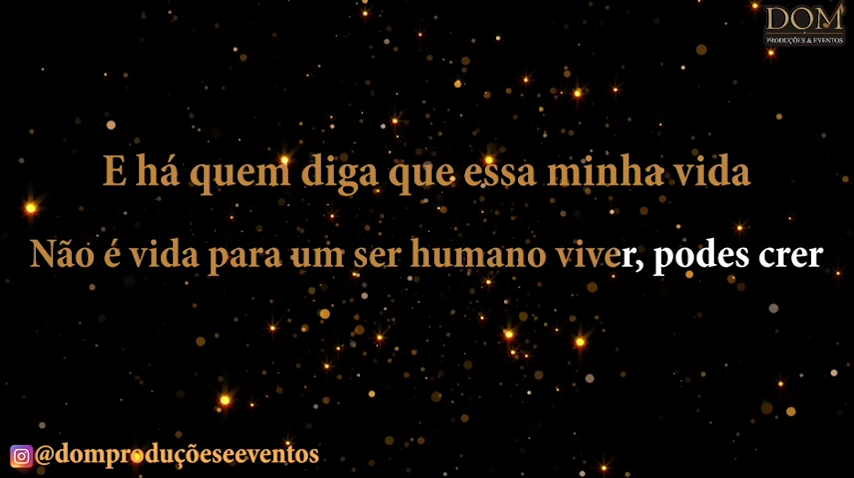 DOM
PRODUÇÕES & EVENTOS
E há quem diga que essa minha vida
Não é vida para um ser humano viver, podes crer
@domproduçõeseeventos